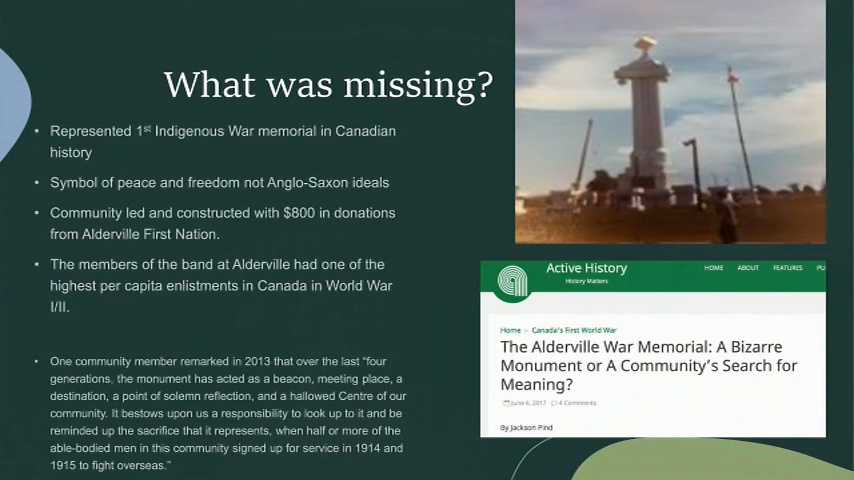 What was missing?
• Represented 1st Indigenous War memorial in Canadian
history
• Symbol of peace and freedom not Anglo-Saxon ideals
• Community led and constructed with $800 in donations
from Alderville First Nation.
• The members of the band at Alderville had one of the
highest per capita enlistments in Canada in World War
I/II.
• One community member remarked in 2013 that over the last “four
generations, the monument has acted as a beacon, meeting place, a
destination, a point of solemn reflection, and a hallowed Centre of our
community. It bestows upon us a responsibility to look up to it and be
reminded up the sacrifice that it represents, when half or more of the
able-bodied men in this community signed up for service in 1914 and
1915 to fight overseas.”
Active History
History Matters
HOME ABOUT FEATURES PU
Home > Canada's First World War
The Alderville War Memorial: A Bizarre
Monument or A Community's Search for
Meaning?
June 6, 2017 4 Comments
By Jackson Pind